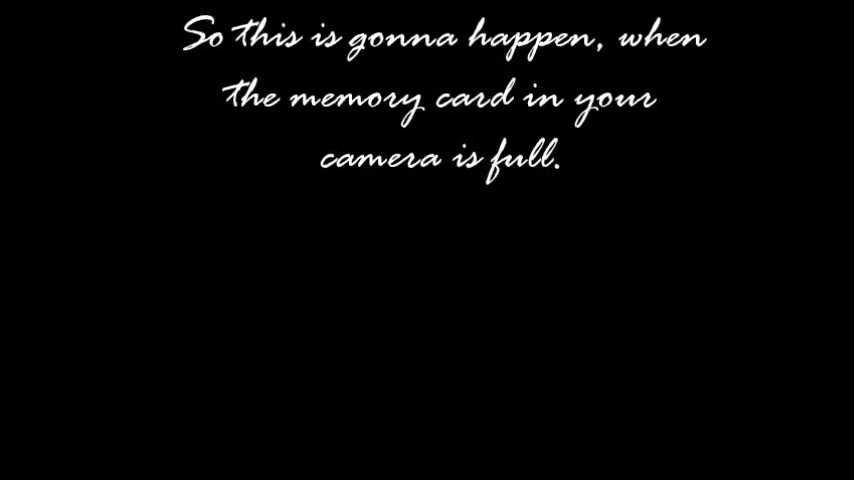 So this is gonna happen, when
the memory card in your
camera is full.